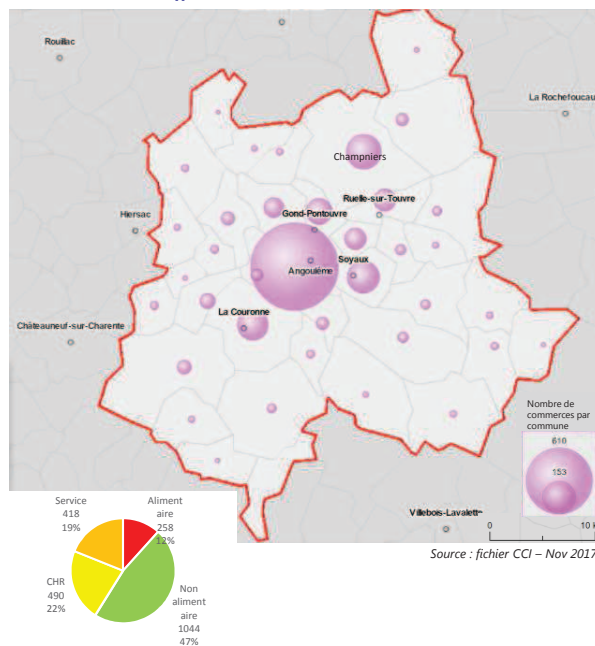 Rouillac
La Rochefoucau
Champniers
Ruelle-sur-Touvre
Hiersac
Gond-Pontouvre
Soyaux
Angoulême
La Couronne
Châteauneuf-sur-Charente
Nombre de
commerces par
commune
610
153
Villebois-Lavalette
0 10 k
Source : fichier CCI – Nov 2017
Service
418
19%
Aliment
aire
258
12%
CHR
490
22%
Non
aliment
aire
1044
47%